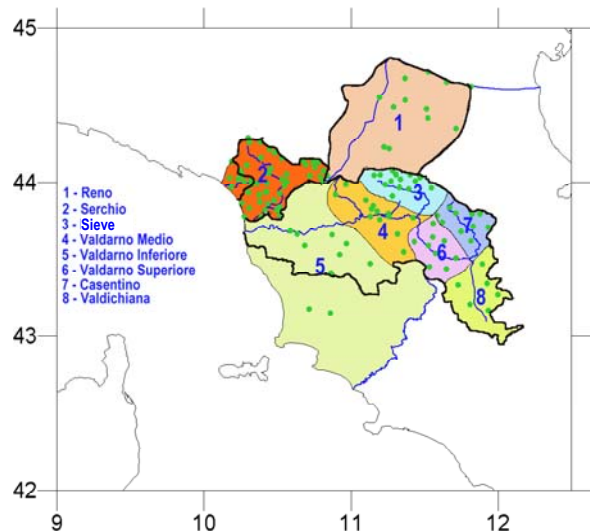 45
44
43
42
9
10
11
12
1 - Reno
2 - Serchio
3 - Sieve
4 - Valdarno Medio
5 - Valdarno Inferiore
6 - Valdarno Superiore
7 - Casentino
8 - Valdichiana
1
2
3
4
7
6
5
8